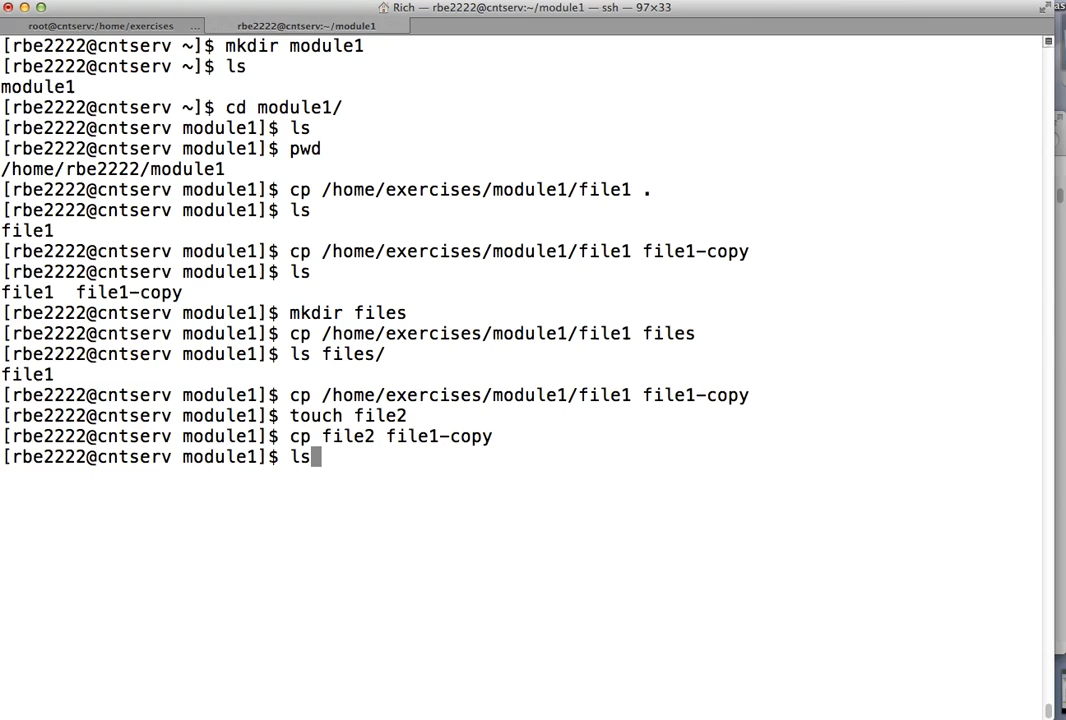 Rich — rbe2222@cntserv:~/module1 — ssh — 97×33
root@cntserv:/home/exercises ... rbe2222@cntserv:~/module1
[rbe2222@cntserv ~]$ mkdir module1
[rbe2222@cntserv ~]$ ls
module1
[rbe2222@cntserv ~]$ cd module1/
[rbe2222@cntserv module1]$ ls
[rbe2222@cntserv module1]$ pwd
/home/rbe2222/module1
[rbe2222@cntserv module1]$ cp /home/exercises/module1/file1 .
[rbe2222@cntserv module1]$ ls
file1
[rbe2222@cntserv module1]$ cp /home/exercises/module1/file1 file1-copy
[rbe2222@cntserv module1]$ ls
file1  file1-copy
[rbe2222@cntserv module1]$ mkdir files
[rbe2222@cntserv module1]$ cp /home/exercises/module1/file1 files
[rbe2222@cntserv module1]$ ls files/
file1
[rbe2222@cntserv module1]$ cp /home/exercises/module1/file1 file1-copy
[rbe2222@cntserv module1]$ touch file2
[rbe2222@cntserv module1]$ cp file2 file1-copy
[rbe2222@cntserv module1]$ ls